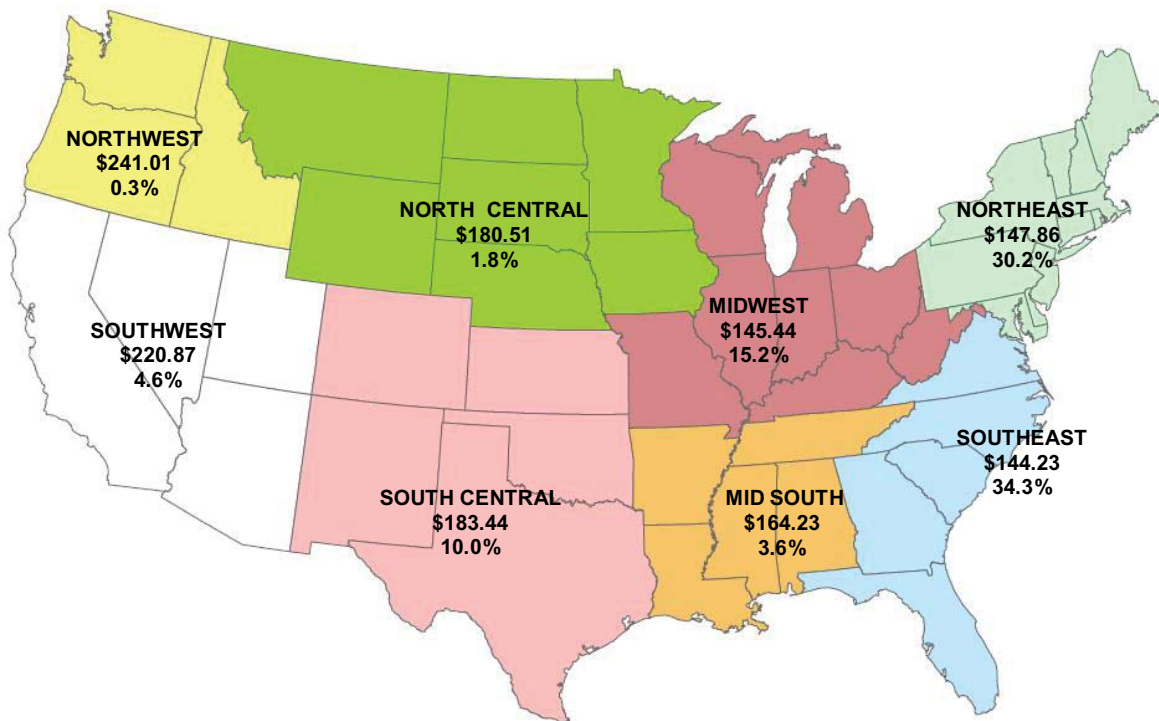 NORTHWEST
$241.01
0.3%
NORTH CENTRAL
$180.51
1.8%
NORTHEAST
$147.86
30.2%
MIDWEST
$145.44
15.2%
SOUTHWEST
$220.87
4.6%
SOUTHEAST
$144.23
34.3%
SOUTH CENTRAL
$183.44
10.0%
MID SOUTH
$164.23
3.6%